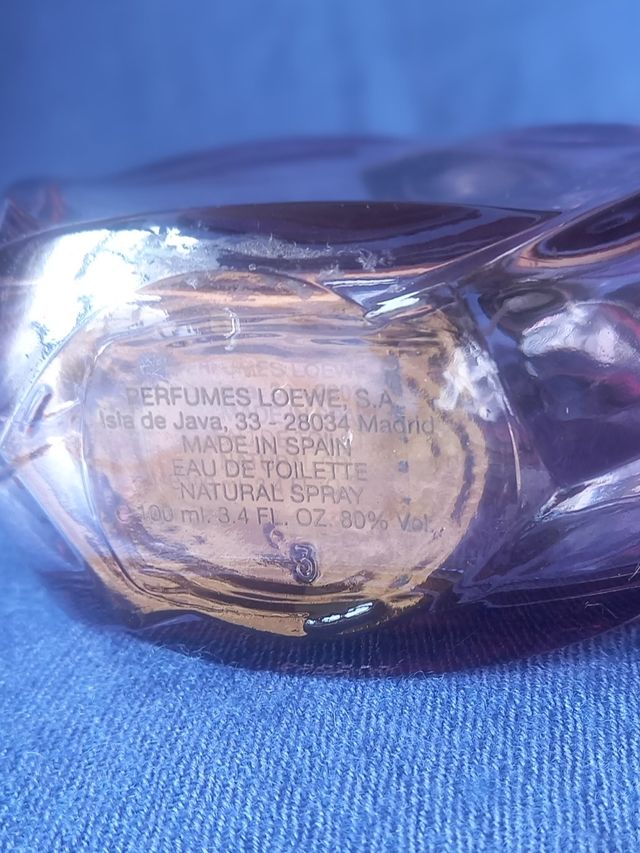 PERFUMES LOEWE, S.A.
Isla de Java, 33 - 28034 Madrid
MADE IN SPAIN
EAU DE TOILETTE
NATURAL SPRAY
100 ml. 3.4 FL. OZ. 80% Vol.
3